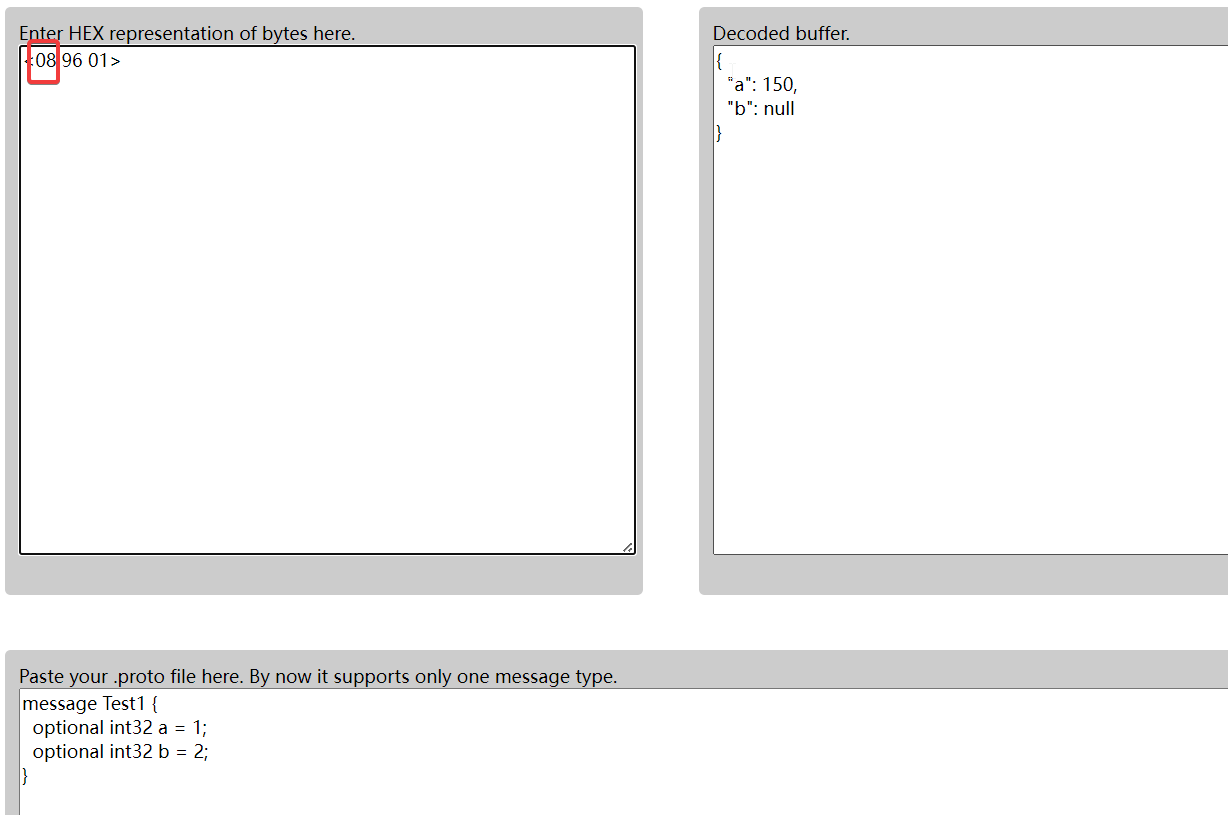 Enter HEX representation of bytes here.
<08 96 01>
Decoded buffer.
{
"a": 150,
"b": null
}
Paste your .proto file here. By now it supports only one message type.
message Test1 {
optional int32 a = 1;
optional int32 b = 2;
}